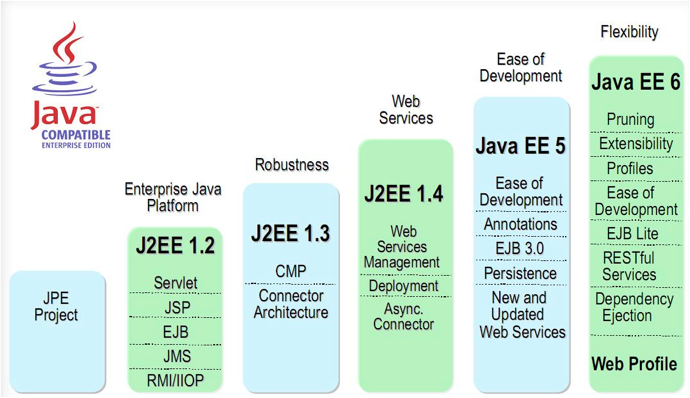 Java
COMPATIBLE
ENTERPRISE EDITION
JPE
Project
Enterprise Java
Platform
J2EE 1.2
Servlet
JSP
EJB
JMS
RMI/IIOP
Robustness
J2EE 1.3
CMP
Connector
Architecture
Web
Services
J2EE 1.4
Web
Services
Management
Deployment
Async.
Connector
Ease of
Development
Java EE 5
Ease of
Development
Annotations
EJB 3.0
Persistence
New and
Updated
Web Services
Flexibility
Java EE 6
Pruning
Extensibility
Profiles
Ease of
Development
EJB Lite
RESTful
Services
Dependency
Ejection
Web Profile